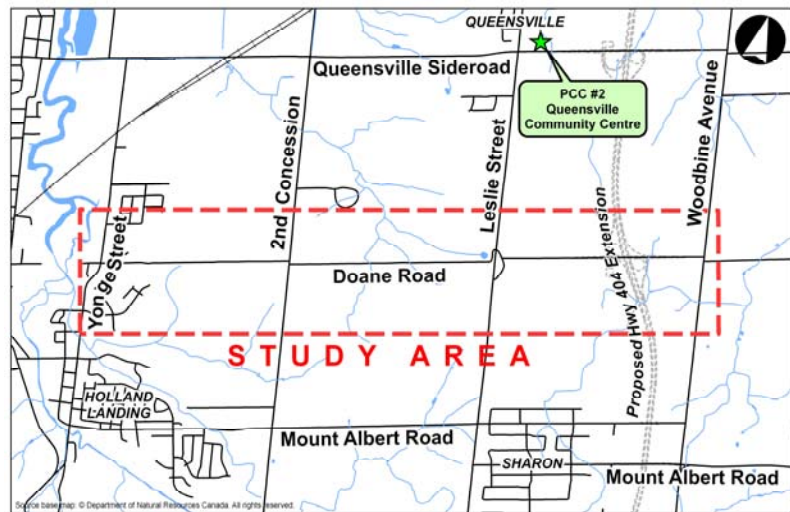 QUEENSVILLE
Queensville Sideroad
PCC #2
Queensville
Community Centre
Woodbine Avenue
Leslie Street
2nd Concession
Yonge Street
Proposed Hwy 404 Extension
Doane Road
STUDY AREA
HOLLAND
LANDING
Mount Albert Road
SHARON
Mount Albert Road
Source base map: © Department of Natural Resources Canada. All rights reserved.